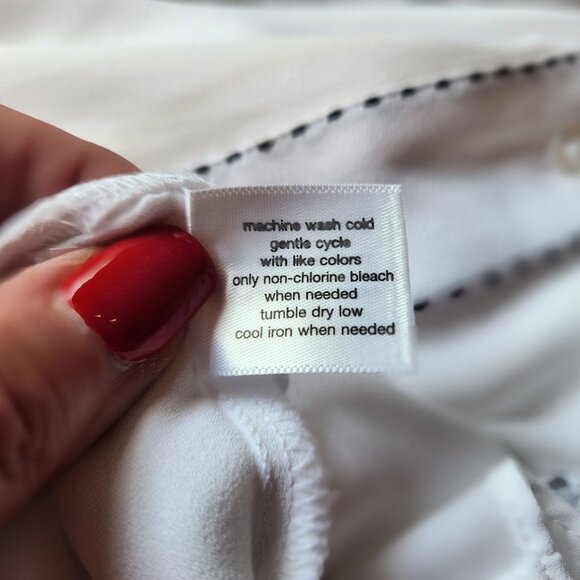 machine wash cold
gentle cycle
with like colors
only non-chlorine bleach
when needed
tumble dry low
cool iron when needed